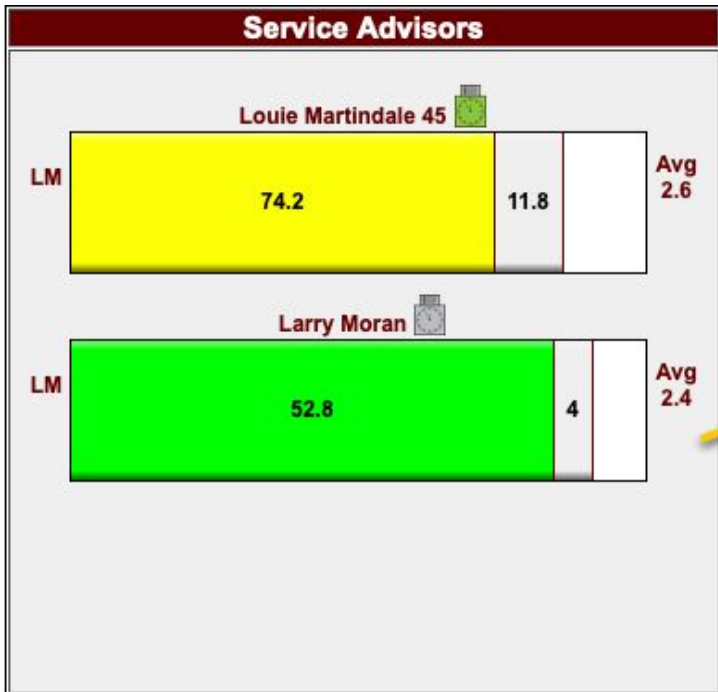 Service Advisors
Louie Martindale 45
LM
74.2
11.8
Avg
2.6
Larry Moran
LM
52.8
4
Avg
2.4